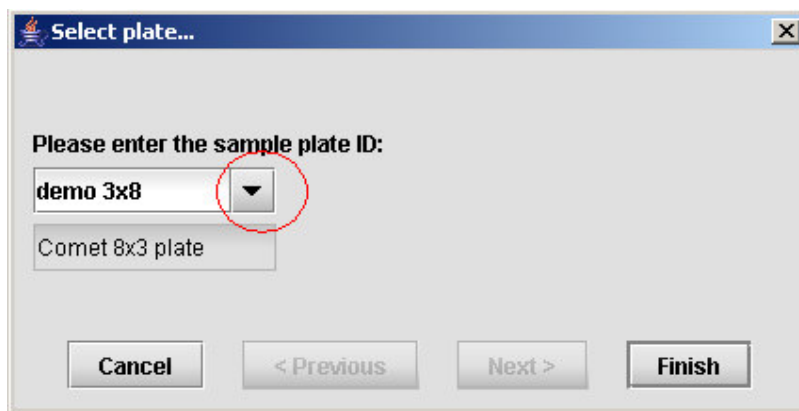 Select plate...
Please enter the sample plate ID:
demo 3x8
Comet 8x3 plate
Cancel < Previous Next > Finish